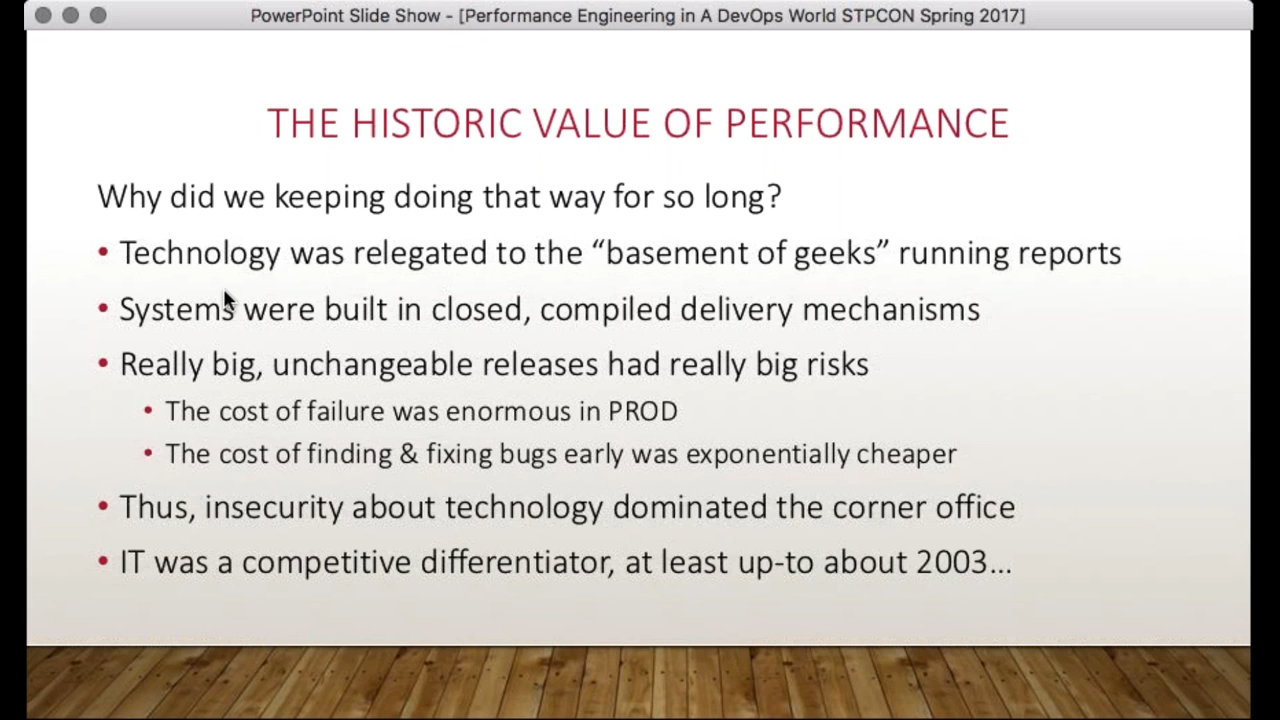 PowerPoint Slide Show - [Performance Engineering in A DevOps World STPCON Spring 2017]
THE HISTORIC VALUE OF PERFORMANCE
Why did we keeping doing that way for so long?
• Technology was relegated to the “basement of geeks” running reports
• Systems were built in closed, compiled delivery mechanisms
• Really big, unchangeable releases had really big risks
• The cost of failure was enormous in PROD
• The cost of finding & fixing bugs early was exponentially cheaper
• Thus, insecurity about technology dominated the corner office
• IT was a competitive differentiator, at least up-to about 2003…